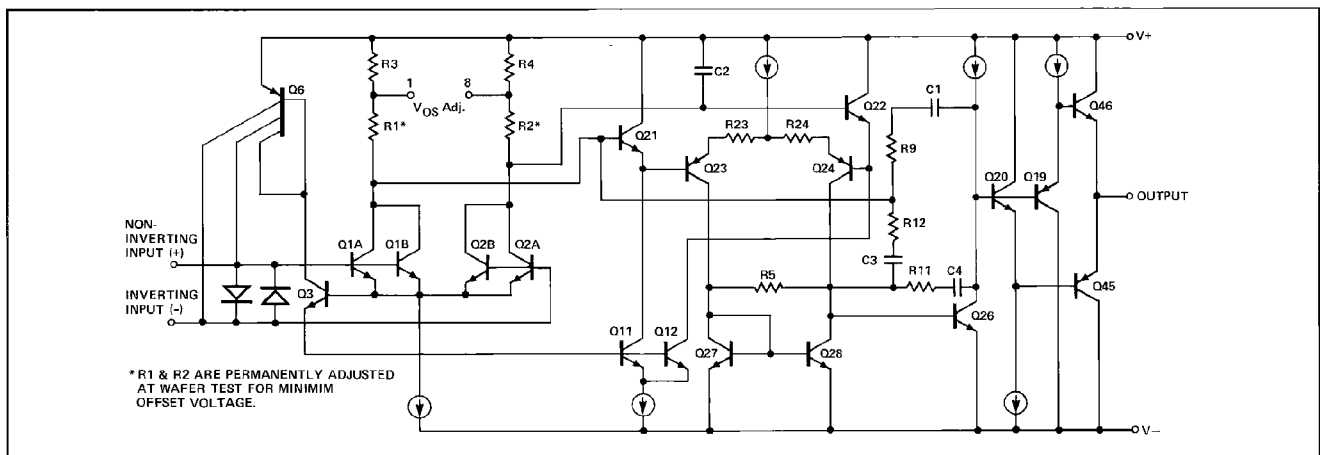 V+
R3
R4
1
8
VOS Adj.
C2
Q6
R1*
R2*
Q21
Q22
C1
Q46
R23
R24
Q23
Q24
R9
Q20
Q19
OUTPUT
NON-
INVERTING
INPUT (+)
Q1A
Q1B
Q2B
Q2A
R12
C3
R11
C4
INVERTING
INPUT (-)
Q3
R5
Q45
Q11
Q12
Q27
Q28
Q26
* R1 & R2 ARE PERMANENTLY ADJUSTED
AT WAFER TEST FOR MINIMIM
OFFSET VOLTAGE.
V-